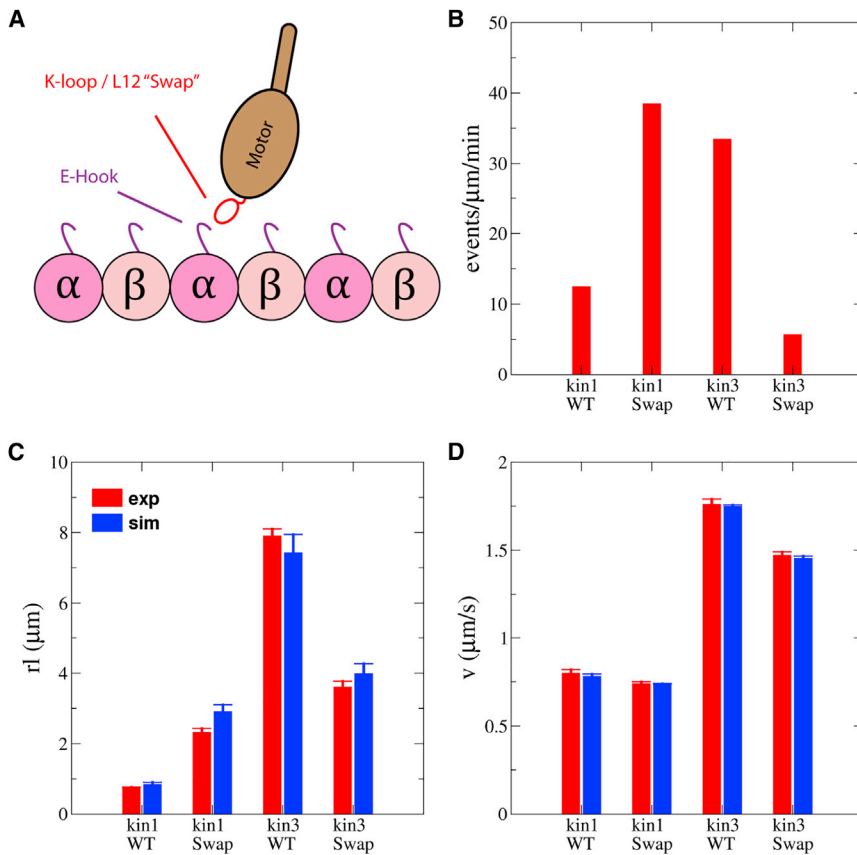 A
K-loop / L12 “Swap”
E-Hook
Motor
α β α β α β
B
events/μm/min
50
40
30
20
10
0
kin1 kin1 kin3 kin3
WT Swap WT Swap
C
rl (μm)
10
8
6
4
2
0
exp
sim
kin1 kin1 kin3 kin3
WT Swap WT Swap
D
v (μm/s)
2
1.5
1
0.75
0.5
0
kin1 kin1 kin3 kin3
WT Swap WT Swap